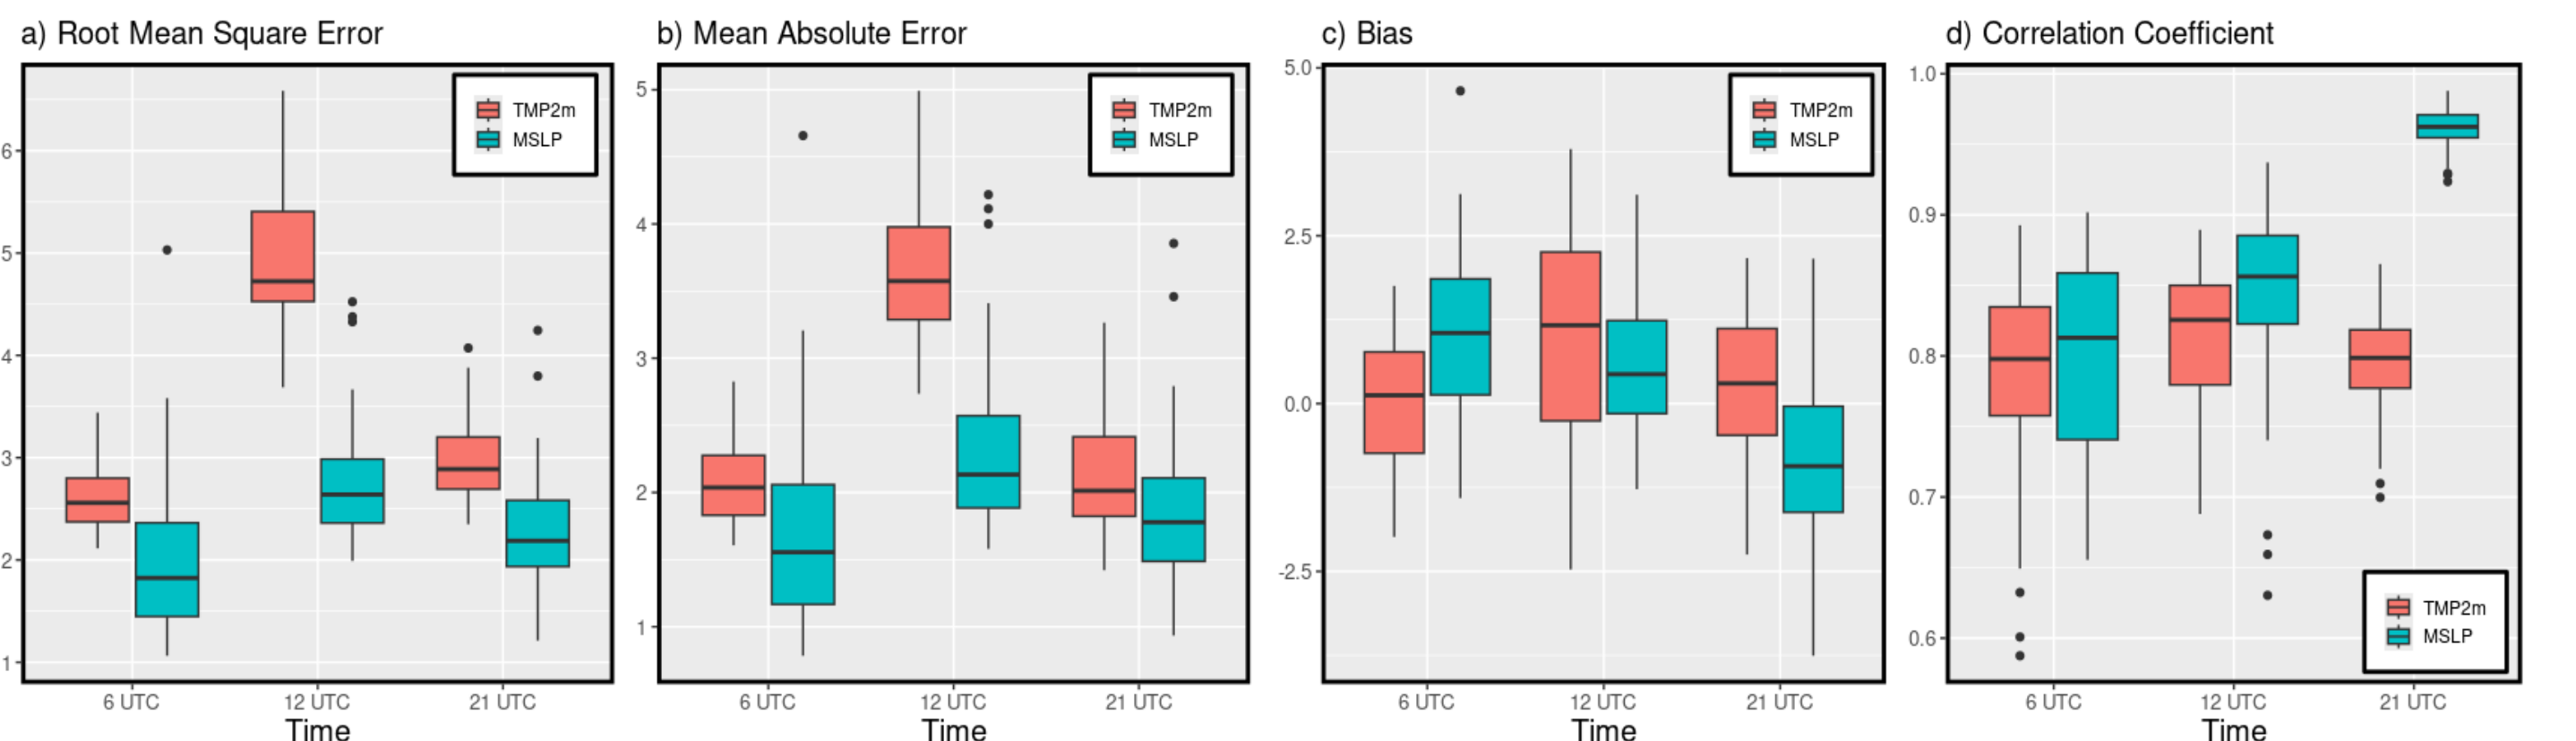 a) Root Mean Square Error
TMP2m
MSLP
6
5
4
3
2
1
6 UTC 12 UTC 21 UTC
Time
b) Mean Absolute Error
TMP2m
MSLP
5
4
3
2
1
6 UTC 12 UTC 21 UTC
Time
c) Bias
TMP2m
MSLP
5.0
2.5
0.0
-2.5
6 UTC 12 UTC 21 UTC
Time
d) Correlation Coefficient
1.0
0.9
0.8
0.7
0.6
TMP2m
MSLP
6 UTC 12 UTC 21 UTC
Time